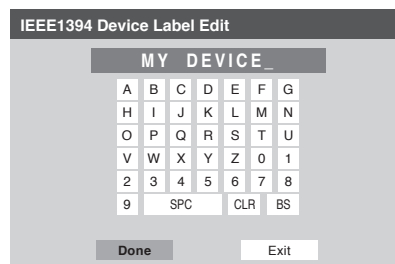 IEEE1394 Device Label Edit
MY DEVICE_
A B C D E F G
H I J K L M N
O P Q R S T U
V W X Y Z 0 1
2 3 4 5 6 7 8
9 SPC CLR BS
Done Exit